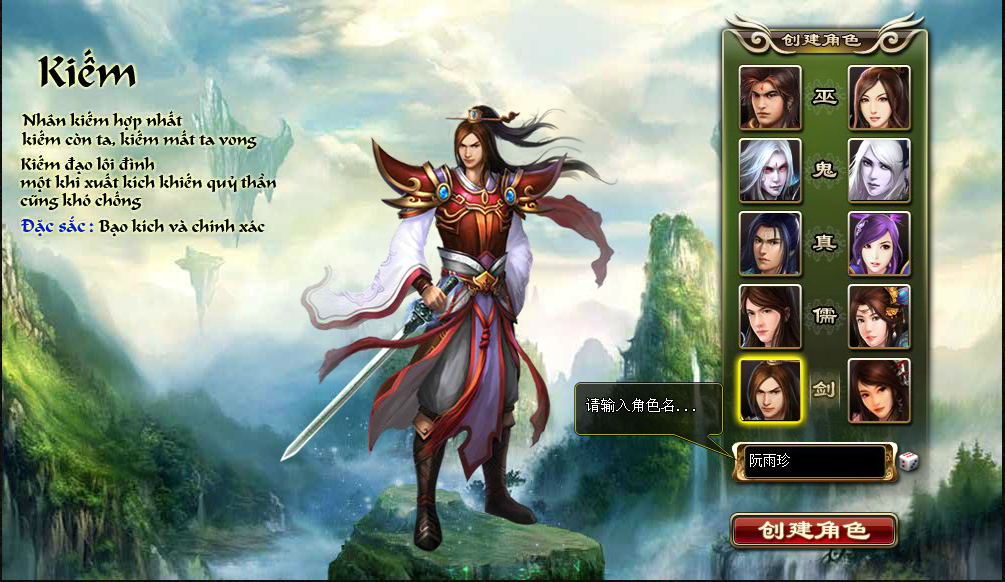 Kiếm
Nhân kiếm hợp nhất
kiếm còn ta, kiếm mất ta vong
Kiếm đạo lôi đình
một khi xuất kích khiến quỷ thần
cũng khó chống
Đặc sắc : Bạo kích và chính xác
创建角色
巫
鬼
真
儒
剑
请输入角色名...
阮雨珍
创建角色